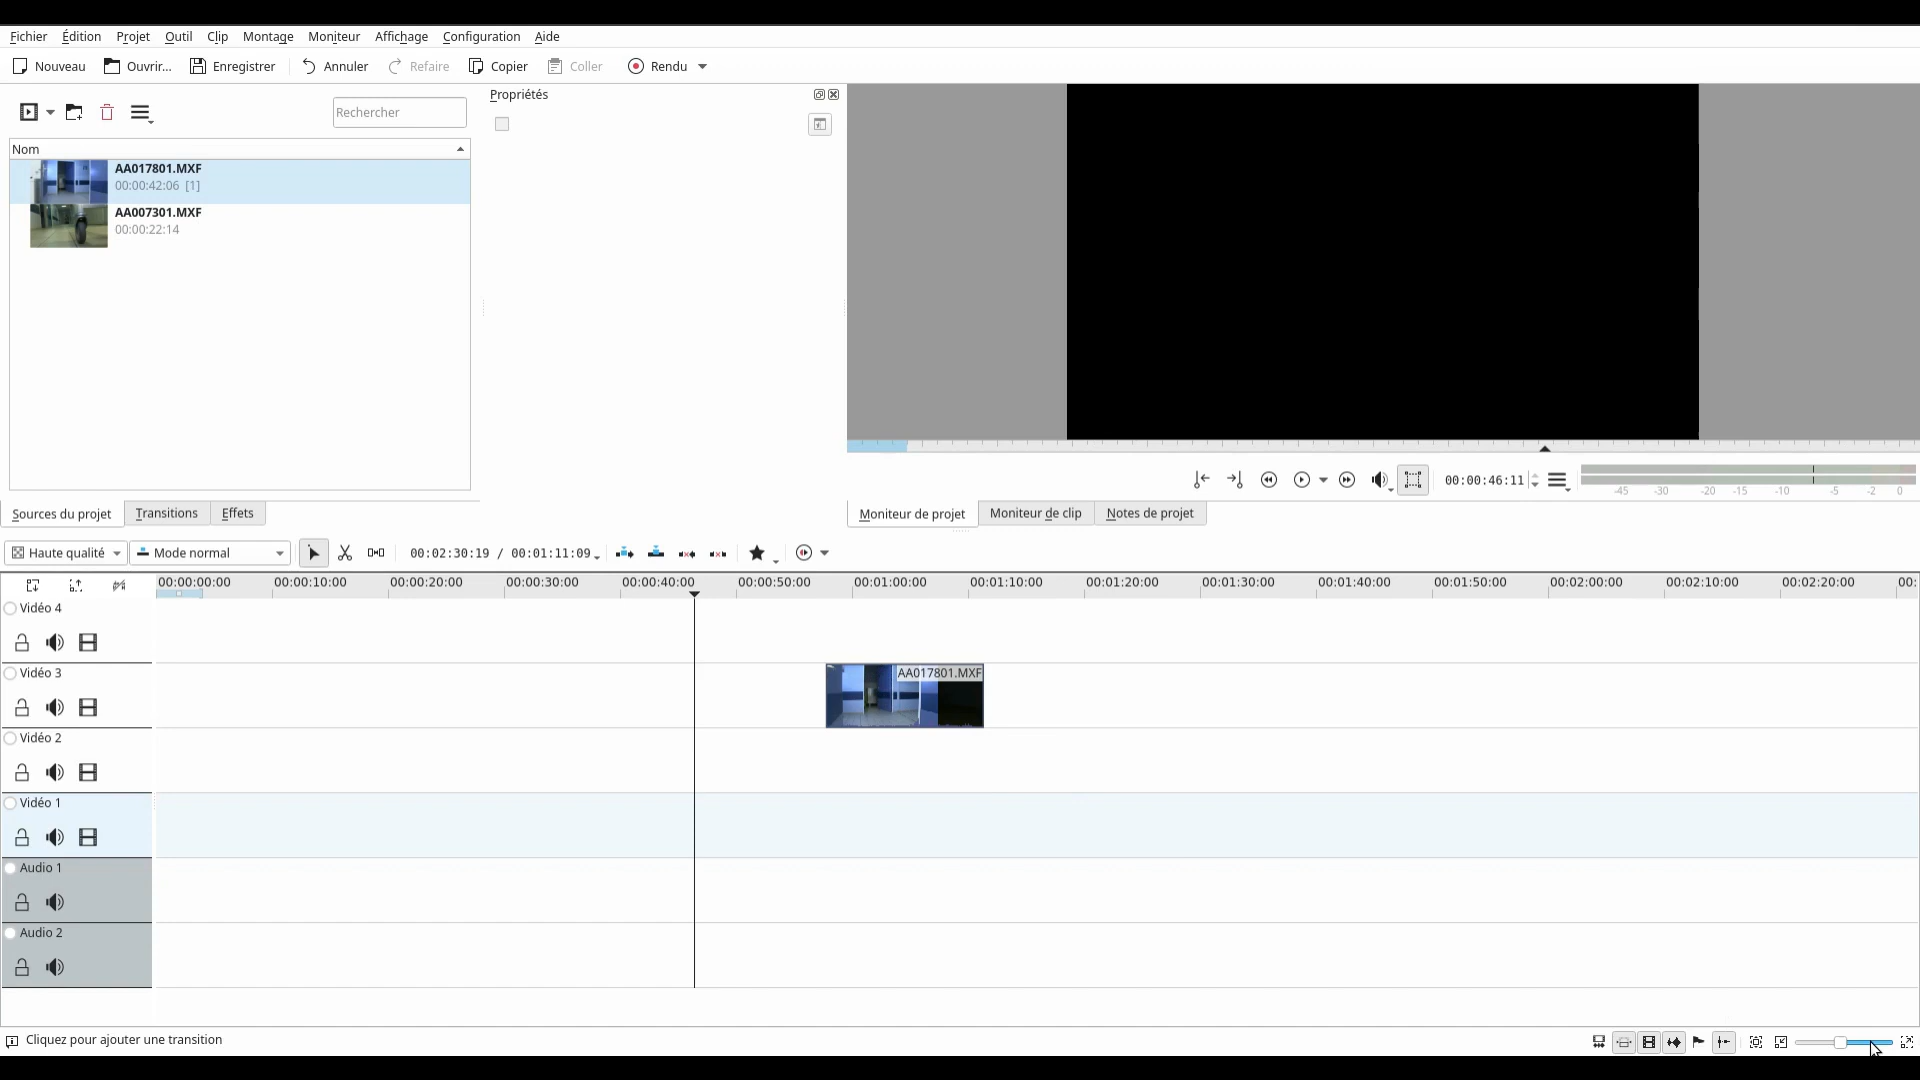 Fichier Édition Projet Outil Clip Montage Moniteur Affichage Configuration Aide
Nouveau Ouvrir... Enregistrer Annuler Refaire Copier Coller Rendu
Propriétés
Rechercher
Nom
AA017801.MXF
00:00:42:06 [1]
AA007301.MXF
00:00:22:14
00:00:46:11
-45 -30 -20 -15 -10 -5 -2 0
Sources du projet Transitions Effets
Moniteur de projet Moniteur de clip Notes de projet
Haute qualité Mode normal 00:02:30:19 / 00:01:11:09
00:00:00:00 00:00:10:00 00:00:20:00 00:00:30:00 00:00:40:00 00:00:50:00 00:01:00:00 00:01:10:00 00:01:20:00 00:01:30:00 00:01:40:00 00:01:50:00 00:02:00:00 00:02:10:00 00:02:20:00 00:
Vidéo 4
Vidéo 3
AA017801.MXF
Vidéo 2
Vidéo 1
Audio 1
Audio 2
Cliquez pour ajouter une transition